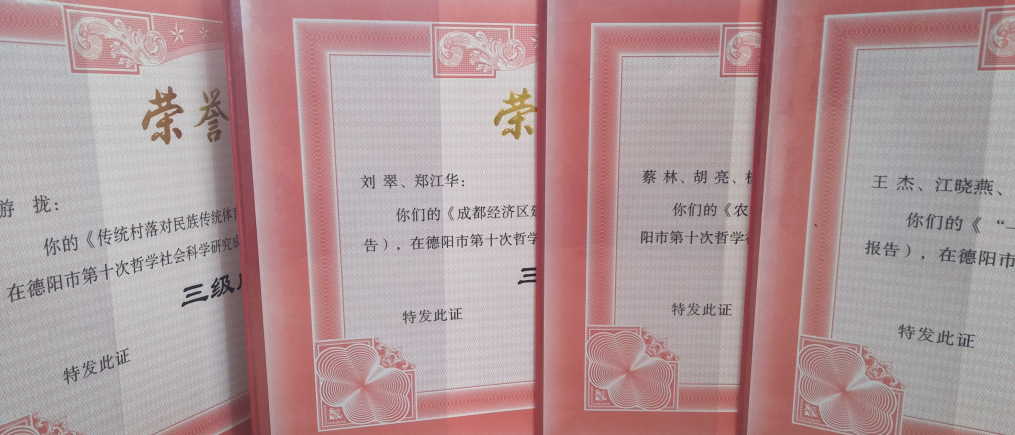 荣誉
游 拢：
你的《传统村落对民族传统体
在德阳市第十次哲学社会科学研究成
三级
特发此证
荣
刘 翠、郑江华：
你们的《成都经济区
告），在德阳市第十次哲学
三
特发此证
蔡 林、胡 亮、
你们的《农
阳市第十次哲学
特发此证
王 杰、江晓燕、
你们的《 “
报告），在德阳市
特发此证